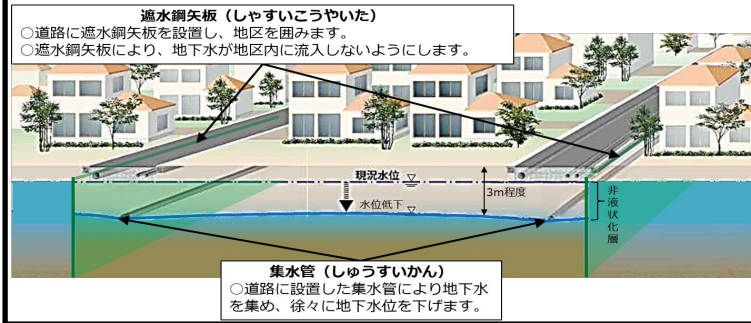 遮水鋼矢板（しゃすいこうやいた）
○道路に遮水鋼矢板を設置し、地区を囲みます。
○遮水鋼矢板により、地下水が地区内に流入しないようにします。
現況水位
3m程度
水位低下
非液状化層
集水管（しゅうすいかん）
○道路に設置した集水管により地下水
を集め、徐々に地下水位を下げます。